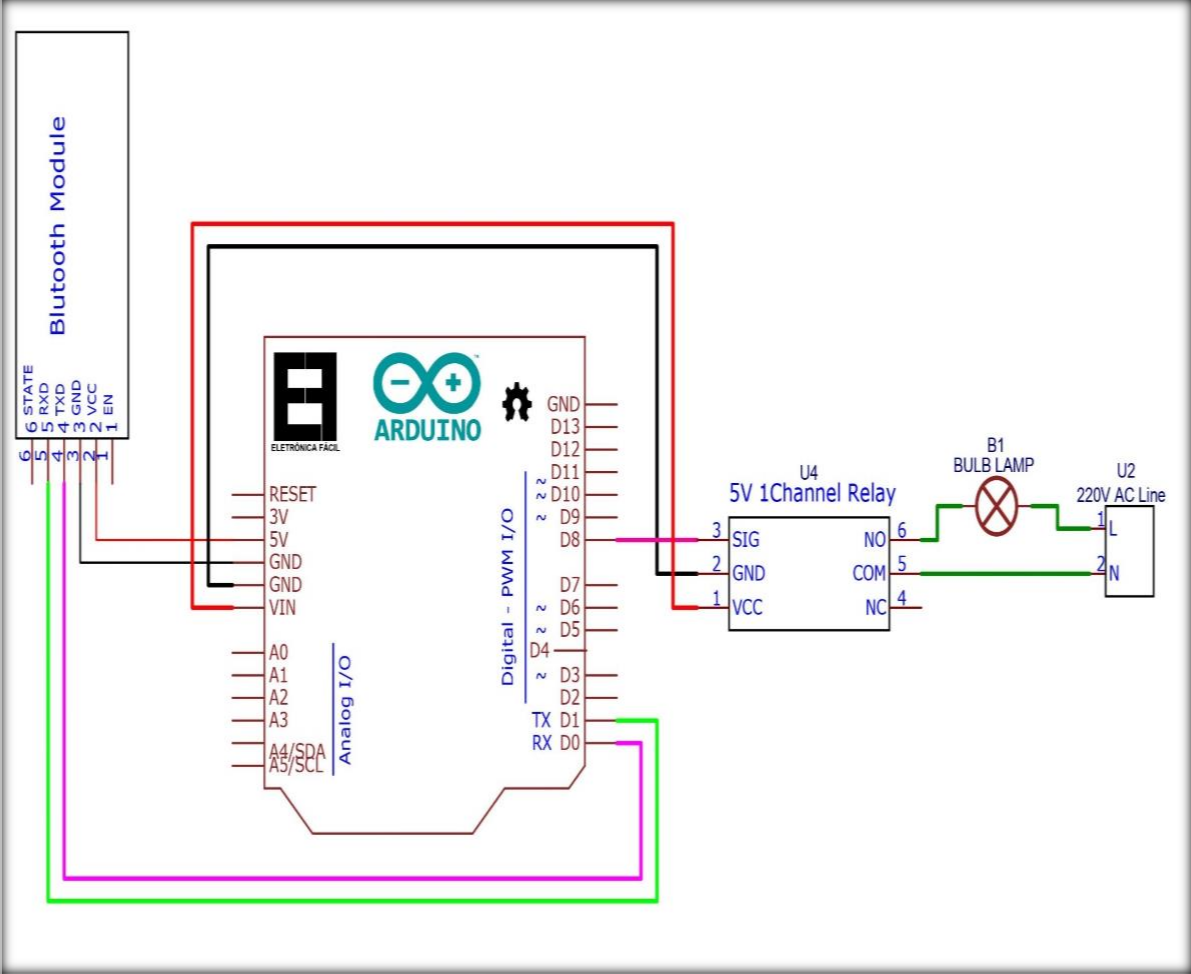 Blutooth Module
6 STATE
5 RXD
4 TXD
3 GND
2 VCC
1 EN
6
5
4
3
2
1
ELETRÔNICA FÁCIL
ARDUINO
™
RESET
3V
5V
GND
GND
VIN
A0
A1
A2
A3
A4/SDA
A5/SCL
Analog I/O
GND
D13
D12
~ D11
~ D10
~ D9
D8
D7
~ D6
~ D5
D4
~ D3
D2
TX D1
RX D0
Digital - PWM I/O
U4
5V 1Channel Relay
3 SIG
2 GND
1 VCC
NO 6
COM 5
NC 4
B1
BULB LAMP
U2
220V AC Line
1 L
2 N